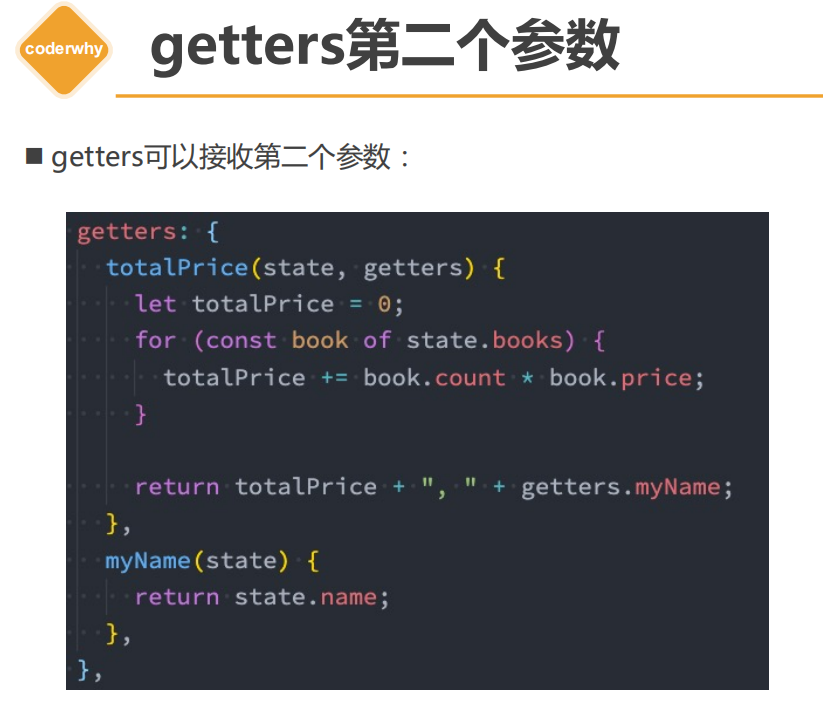 coderwhy
getters第二个参数
■ getters可以接收第二个参数：
getters: {
  totalPrice(state, getters) {
    let totalPrice = 0;
    for (const book of state.books) {
      totalPrice += book.count * book.price;
    }

    return totalPrice + ", " + getters.myName;
  },
  myName(state) {
    return state.name;
  },
},